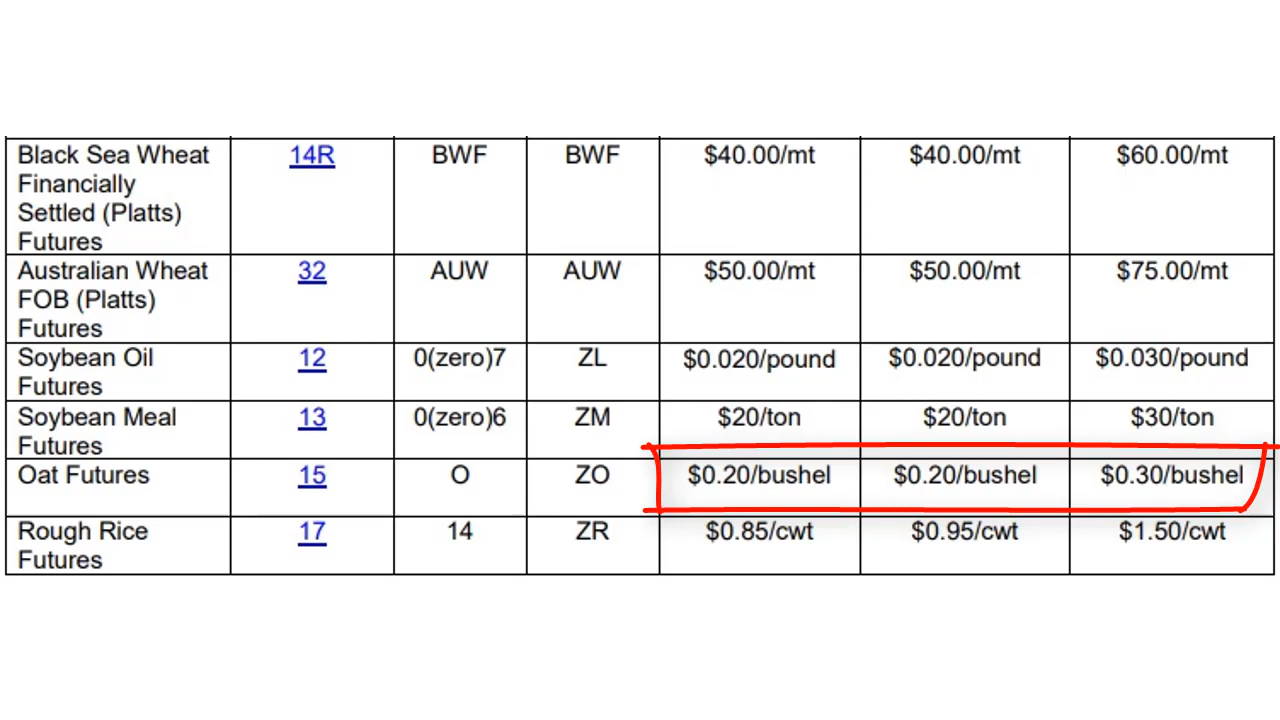 Black Sea Wheat Financially Settled (Platts) Futures 14R BWF BWF $40.00/mt $40.00/mt $60.00/mt
Australian Wheat FOB (Platts) Futures 32 AUW AUW $50.00/mt $50.00/mt $75.00/mt
Soybean Oil Futures 12 0(zero)7 ZL $0.020/pound $0.020/pound $0.030/pound
Soybean Meal Futures 13 0(zero)6 ZM $20/ton $20/ton $30/ton
Oat Futures 15 O ZO $0.20/bushel $0.20/bushel $0.30/bushel
Rough Rice Futures 17 14 ZR $0.85/cwt $0.95/cwt $1.50/cwt